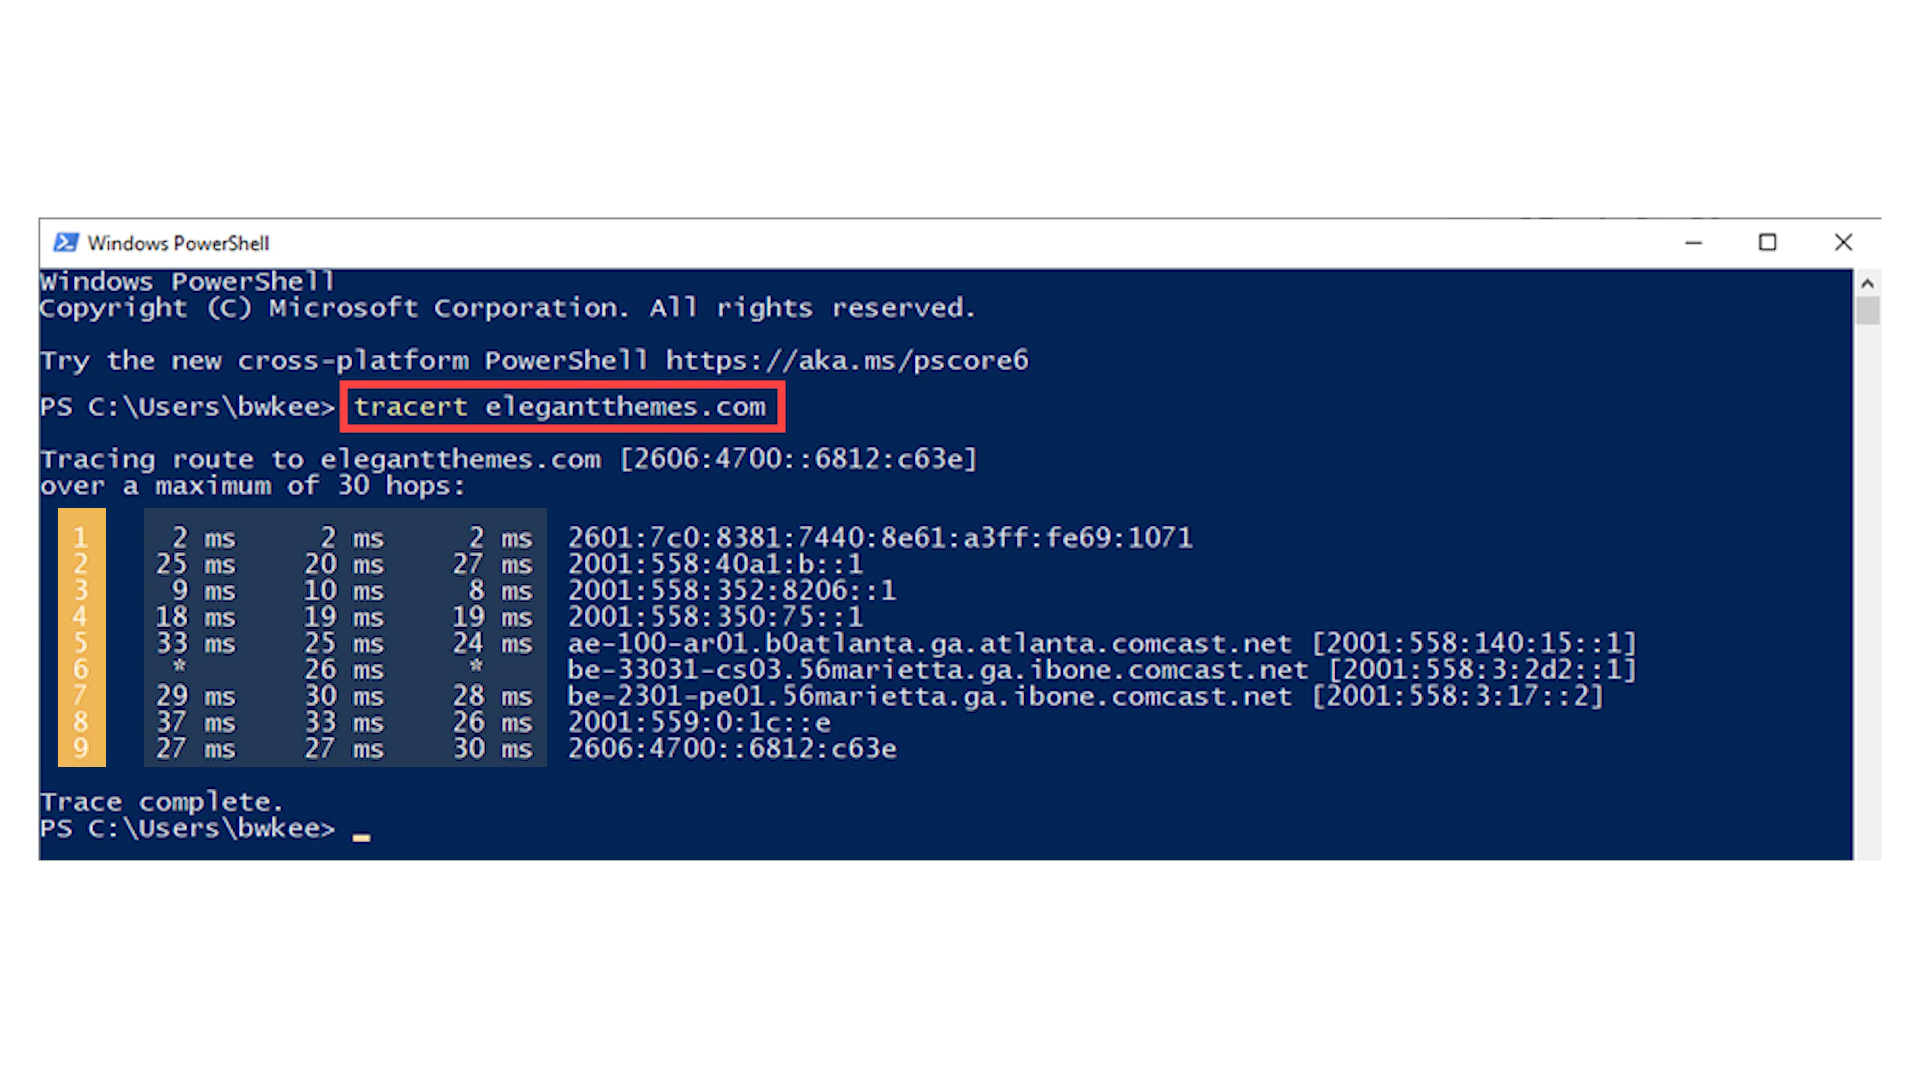 Windows PowerShell
Windows PowerShell
Copyright (C) Microsoft Corporation. All rights reserved.
Try the new cross-platform PowerShell https://aka.ms/pscore6
PS C:\Users\bwkee> tracert elegantthemes.com
Tracing route to elegantthemes.com [2606:4700::6812:c63e]
over a maximum of 30 hops:
1 2 ms 2 ms 2 ms 2601:7c0:8381:7440:8e61:a3ff:fe69:1071
2 25 ms 20 ms 27 ms 2001:558:40a1:b::1
3 9 ms 10 ms 8 ms 2001:558:352:8206::1
4 18 ms 19 ms 19 ms 2001:558:350:75::1
5 33 ms 25 ms 24 ms ae-100-ar01.b0atlanta.ga.atlanta.comcast.net [2001:558:140:15::1]
6 * 26 ms * be-33031-cs03.56marietta.ga.ibone.comcast.net [2001:558:3:2d2::1]
7 29 ms 30 ms 28 ms be-2301-pe01.56marietta.ga.ibone.comcast.net [2001:558:3:17::2]
8 37 ms 33 ms 26 ms 2001:559:0:1c::e
9 27 ms 27 ms 30 ms 2606:4700::6812:c63e
Trace complete.
PS C:\Users\bwkee> _